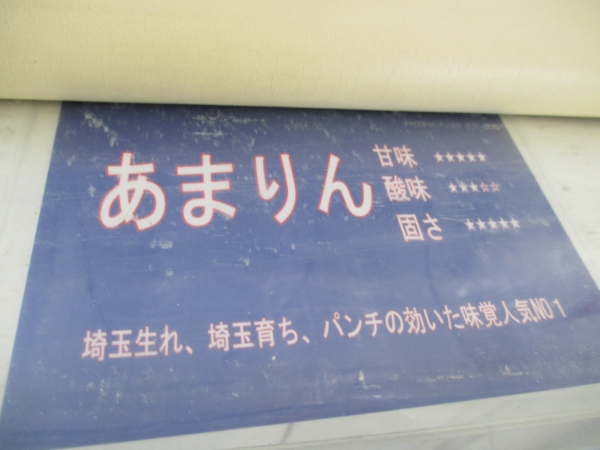 あまりん
甘味 ★★★★★
酸味 ★★★☆☆
固さ ★★★★★
埼玉生れ、埼玉育ち、パンチの効いた味覚人気NO1